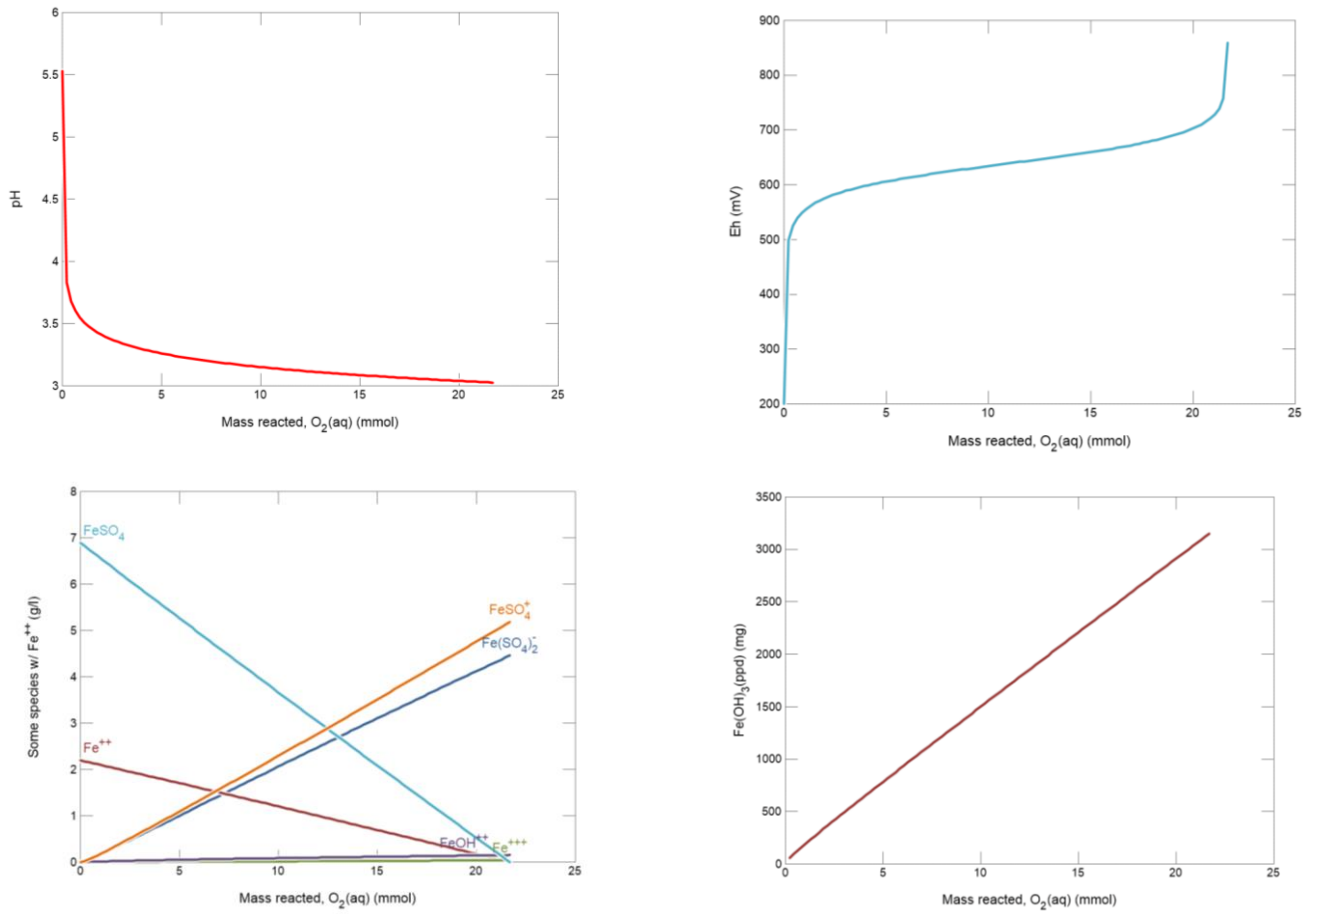 6
5.5
5
4.5
4
3.5
3
pH
0 5 10 15 20 25
Mass reacted, O₂(aq) (mmol)
900
800
700
600
500
400
300
200
Eh (mV)
0 5 10 15 20 25
Mass reacted, O₂(aq) (mmol)
8
7
6
5
4
3
2
1
0
Some species w/ Fe⁺⁺ (g/l)
FeSO₄
FeSO₄⁺
Fe(SO₄)₂⁻
Fe⁺⁺
FeOH⁺⁺
Fe⁺⁺⁺
0 5 10 15 20 25
Mass reacted, O₂(aq) (mmol)
3500
3000
2500
2000
1500
1000
500
0
Fe(OH)₃(ppd) (mg)
0 5 10 15 20 25
Mass reacted, O₂(aq) (mmol)